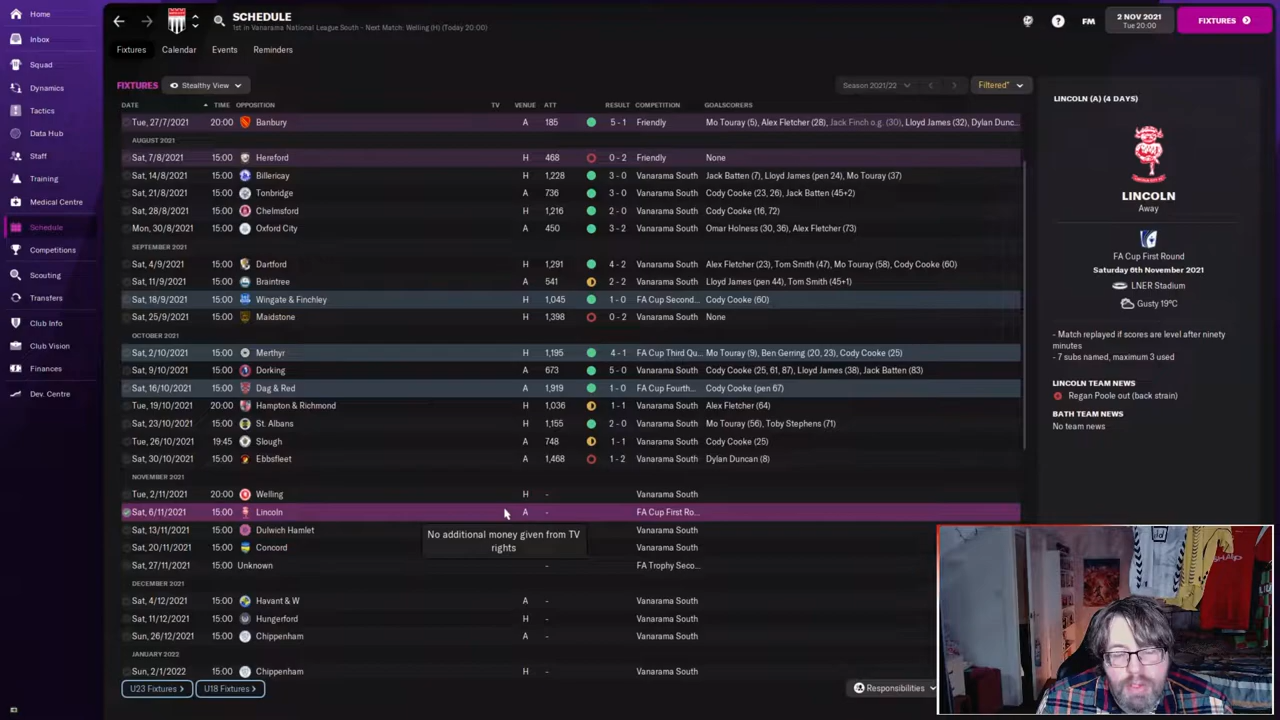 SCHEDULE
1st in Vanarama National League South - Next Match: Welling (H) (Today 20:00)
FM
2 NOV 2021
Tue 20:00
FIXTURES
Home
Inbox
Squad
Dynamics
Tactics
Data Hub
Staff
Training
Medical Centre
Schedule
Competitions
Scouting
Transfers
Club Info
Club Vision
Finances
Dev. Centre
Fixtures Calendar Events Reminders
FIXTURES Stealthy View Season 2021/22 Filtered*
DATE TIME OPPOSITION TV VENUE ATT RESULT COMPETITION GOALSCORERS
Tue, 27/7/2021 20:00 Banbury A 185 5 - 1 Friendly Mo Touray (5), Alex Fletcher (28), Jack Finch o.g. (30), Lloyd James (32), Dylan Dunc...
AUGUST 2021
Sat, 7/8/2021 15:00 Hereford H 468 0 - 2 Friendly None
Sat, 14/8/2021 15:00 Billericay H 1,228 3 - 0 Vanarama South Jack Batten (7), Lloyd James (pen 24), Mo Touray (37)
Sat, 21/8/2021 15:00 Tonbridge A 736 3 - 0 Vanarama South Cody Cooke (23, 26), Jack Batten (45+2)
Sat, 28/8/2021 15:00 Chelmsford H 1,216 2 - 0 Vanarama South Cody Cooke (16, 72)
Mon, 30/8/2021 15:00 Oxford City A 450 3 - 2 Vanarama South Omar Holness (30, 36), Alex Fletcher (73)
SEPTEMBER 2021
Sat, 4/9/2021 15:00 Dartford H 1,291 4 - 2 Vanarama South Alex Fletcher (23), Tom Smith (47), Mo Touray (58), Cody Cooke (60)
Sat, 11/9/2021 15:00 Braintree A 541 2 - 2 Vanarama South Lloyd James (pen 44), Tom Smith (45+1)
Sat, 18/9/2021 15:00 Wingate & Finchley H 1,045 1 - 0 FA Cup Second... Cody Cooke (60)
Sat, 25/9/2021 15:00 Maidstone H 1,398 0 - 2 Vanarama South None
OCTOBER 2021
Sat, 2/10/2021 15:00 Merthyr H 1,195 4 - 1 FA Cup Third Qu... Mo Touray (9), Ben Gerring (20, 23), Cody Cooke (25)
Sat, 9/10/2021 15:00 Dorking A 673 5 - 0 Vanarama South Cody Cooke (25, 61, 87), Lloyd James (38), Jack Batten (83)
Sat, 16/10/2021 15:00 Dag & Red H 1,919 1 - 0 FA Cup Fourth... Cody Cooke (pen 67)
Tue, 19/10/2021 20:00 Hampton & Richmond H 1,036 1 - 1 Vanarama South Alex Fletcher (64)
Sat, 23/10/2021 15:00 St. Albans H 1,155 2 - 0 Vanarama South Mo Touray (56), Toby Stephens (71)
Tue, 26/10/2021 19:45 Slough A 748 1 - 1 Vanarama South Cody Cooke (25)
Sat, 30/10/2021 15:00 Ebbsfleet A 1,468 1 - 2 Vanarama South Dylan Duncan (8)
NOVEMBER 2021
Tue, 2/11/2021 20:00 Welling H - Vanarama South
Sat, 6/11/2021 15:00 Lincoln A - FA Cup First Ro...
Sat, 13/11/2021 15:00 Dulwich Hamlet Vanarama South
Sat, 20/11/2021 15:00 Concord Vanarama South
No additional money given from TV
rights
Sat, 27/11/2021 15:00 Unknown - FA Trophy Seco...
DECEMBER 2021
Sat, 4/12/2021 15:00 Havant & W A - Vanarama South
Sat, 11/12/2021 15:00 Hungerford H - Vanarama South
Sun, 26/12/2021 15:00 Chippenham A - Vanarama South
JANUARY 2022
Sun, 2/1/2022 15:00 Chippenham H - Vanarama South
U23 Fixtures > U18 Fixtures > Responsibilities
LINCOLN (A) (4 DAYS)
LINCOLN
Away
FA Cup First Round
Saturday 6th November 2021
LNER Stadium
Gusty 19°C
- Match replayed if scores are level after ninety
minutes
- 7 subs named, maximum 3 used
LINCOLN TEAM NEWS
Regan Poole out (back strain)
BATH TEAM NEWS
No team news